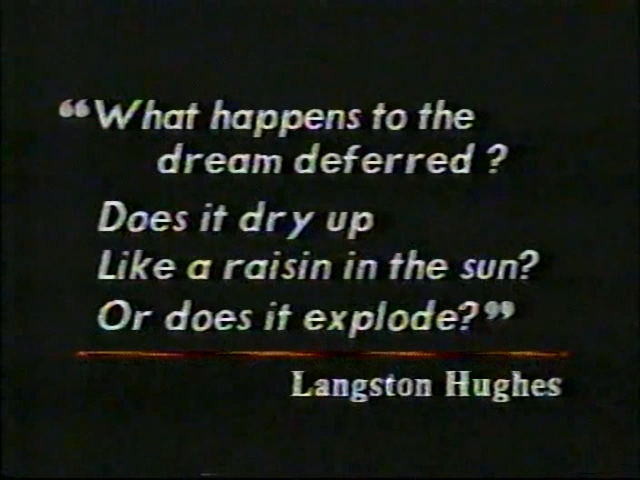 “What happens to the
dream deferred?
Does it dry up
Like a raisin in the sun?
Or does it explode?”
Langston Hughes